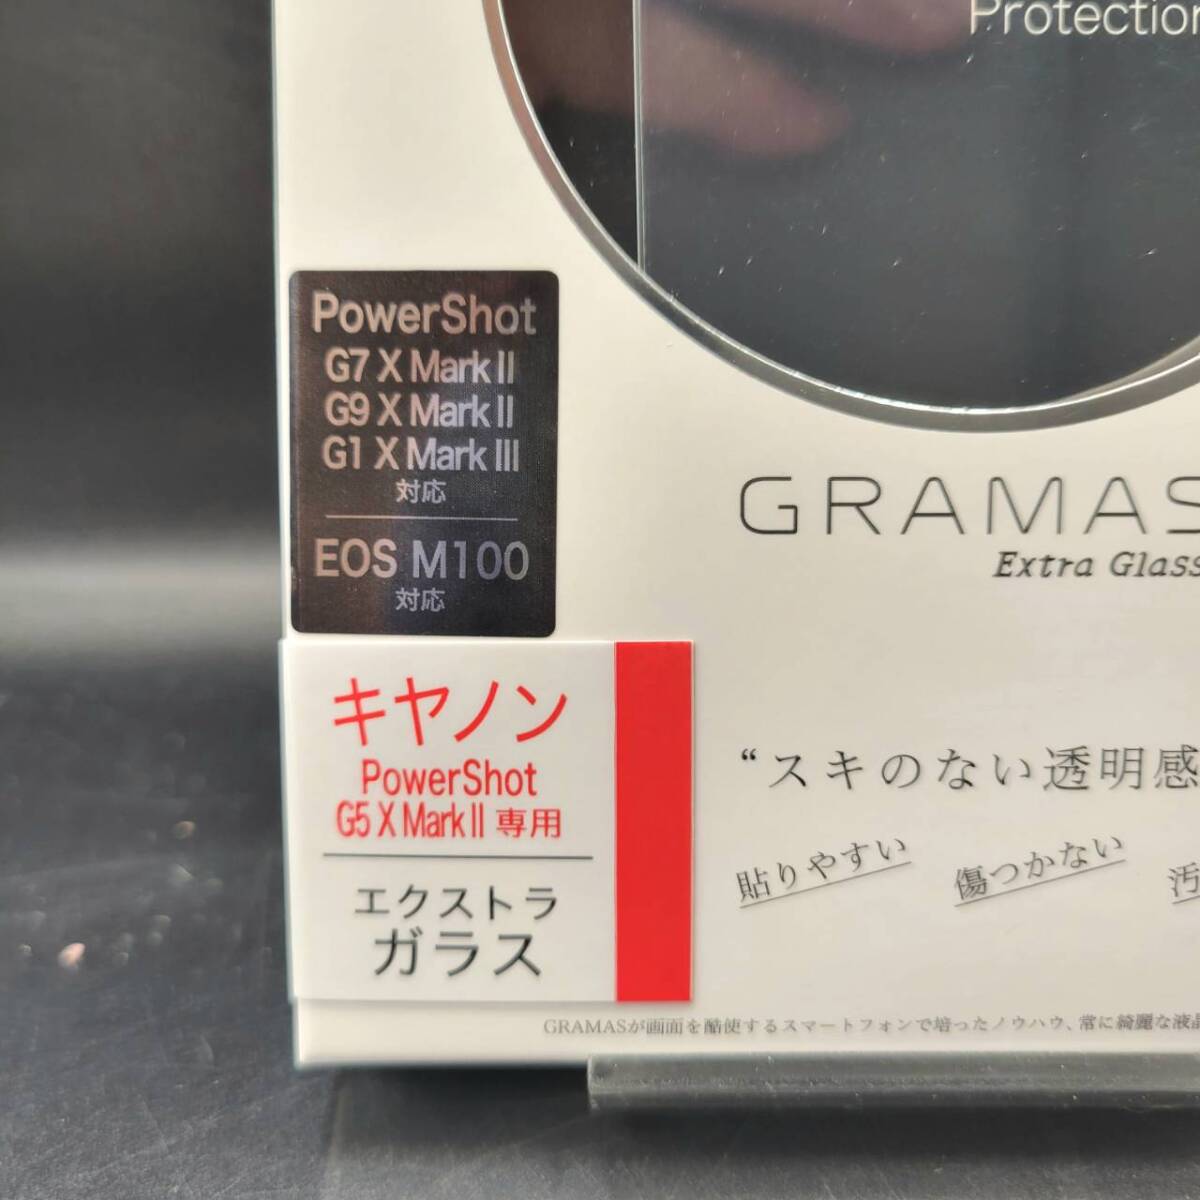 Protection
PowerShot
G7 X Mark II
G9 X Mark II
G1 X Mark III
対応
EOS M100
対応
GRAMAS
Extra Glass
キヤノン
PowerShot
G5 X Mark II 専用
エクストラ
ガラス
“スキのない透明感
貼りやすい
傷つかない
汚
GRAMASが画面を酷使するスマートフォンで培ったノウハウ、常に綺麗な液晶